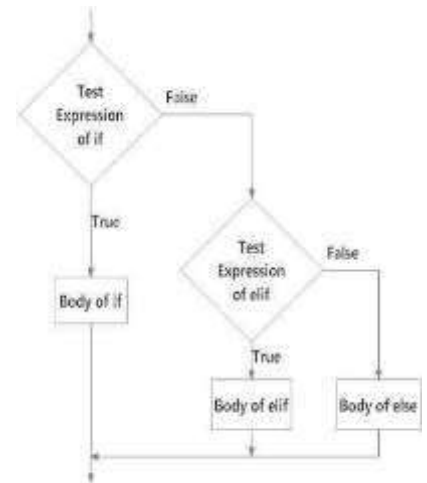 Test
Expression
of if
False
True
Body of if
Test
Expression
of elif
False
True
Body of elif
Body of else